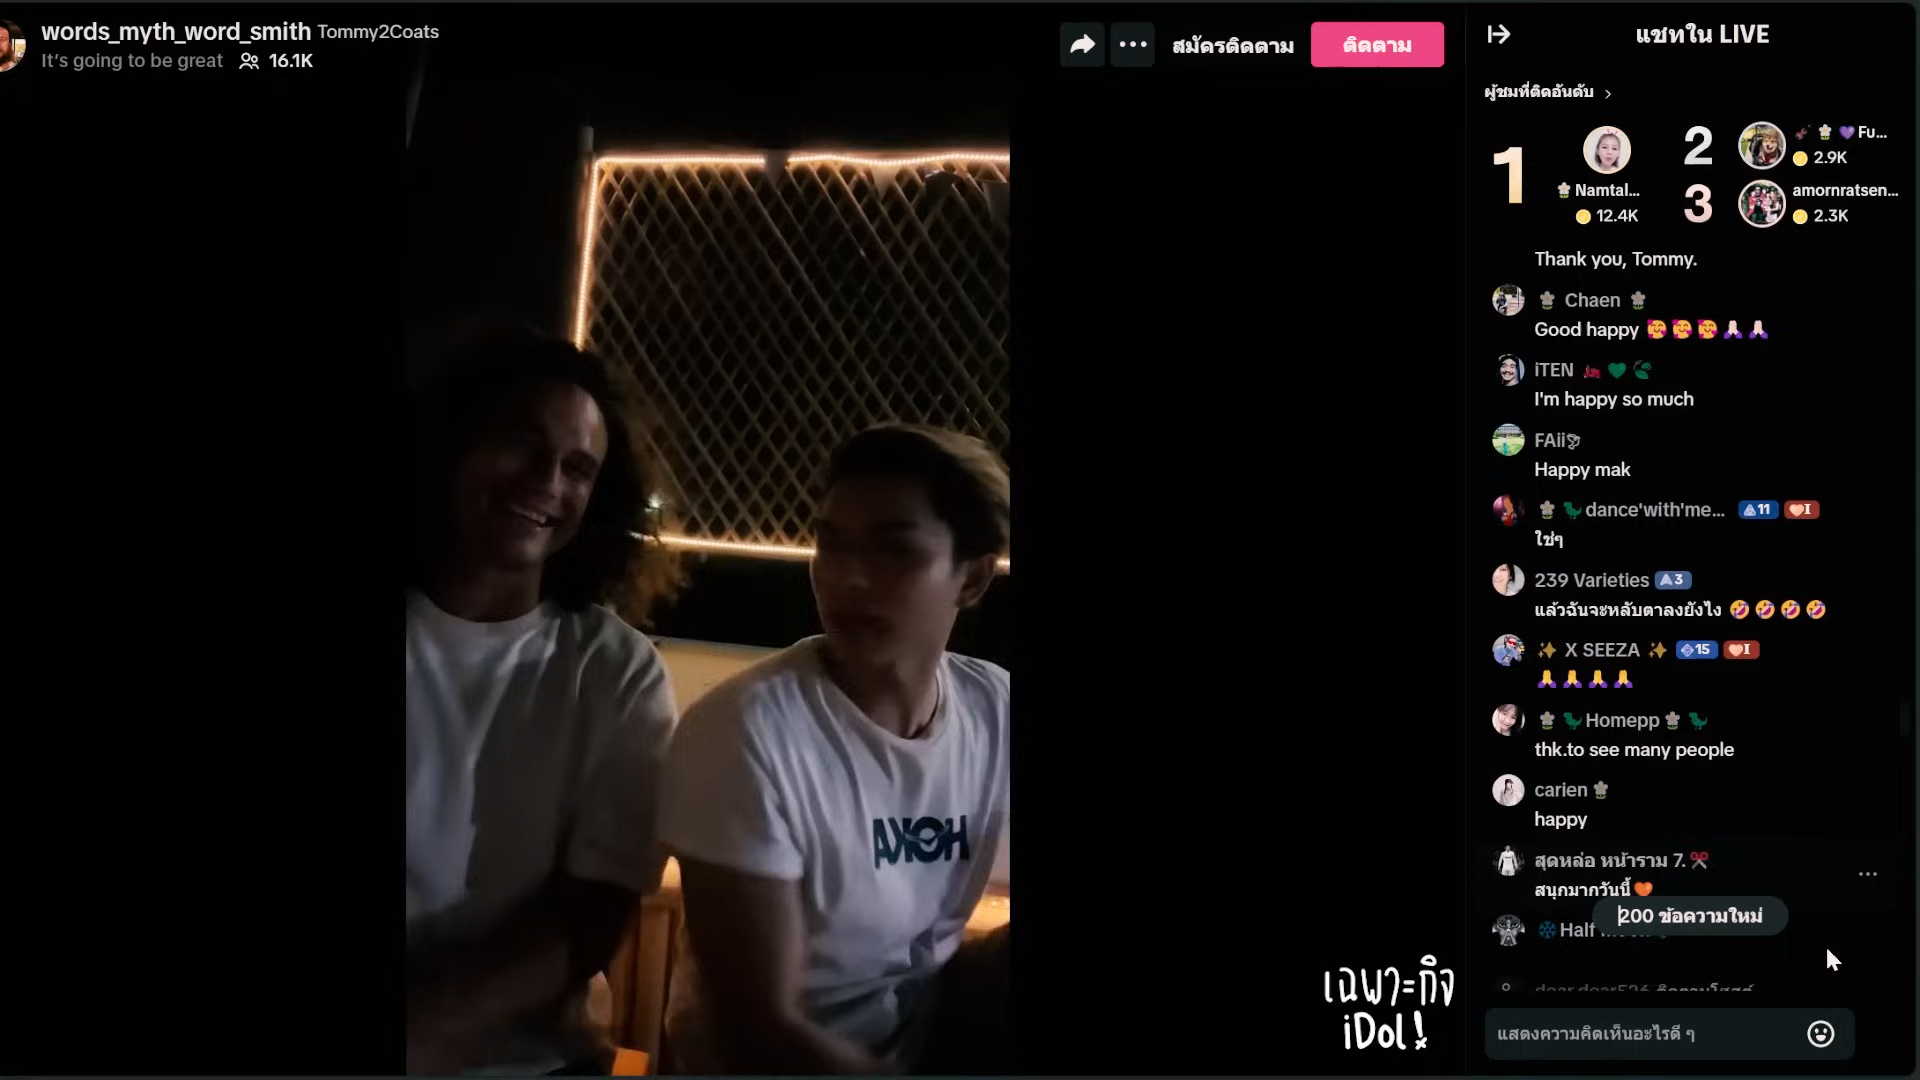 words_myth_word_smith Tommy2Coats
It's going to be great 16.1K
สมัครติดตาม
ติดตาม
แชทใน LIVE
ผู้ชมที่ติดอันดับ
1
Namtal...
12.4K
2
Fu...
2.9K
3
amornratsen...
2.3K
Thank you, Tommy.
Chaen
Good happy
iTEN
I'm happy so much
FAii
Happy mak
dance'with'me... 11 I
ใช่ๆ
239 Varieties 3
แล้วฉันจะหลับตาลงยังไง
X SEEZA 15 I
Homepp
thk.to see many people
carien
happy
สุดหล่อ หน้าราม 7.
สนุกมากวันนี้
200 ข้อความใหม่
Half
แสดงความคิดเห็นอะไรดี ๆ
HOKA
เฉพาะกิจ
iDol!